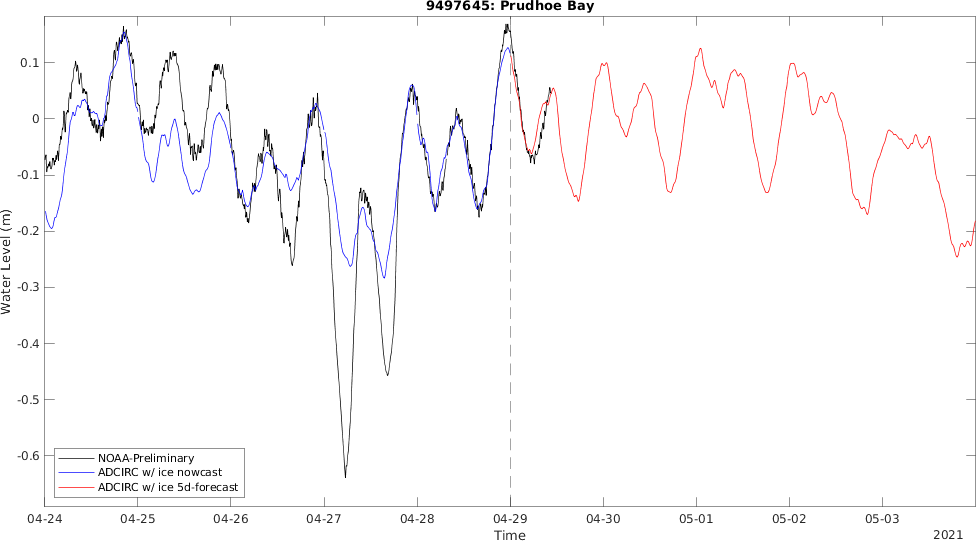 9497645: Prudhoe Bay
Water Level (m)
0.1
0
-0.1
-0.2
-0.3
-0.4
-0.5
-0.6
NOAA-Preliminary
ADCIRC w/ ice nowcast
ADCIRC w/ ice 5d-forecast
04-24 04-25 04-26 04-27 04-28 04-29 04-30 05-01 05-02 05-03
Time
2021